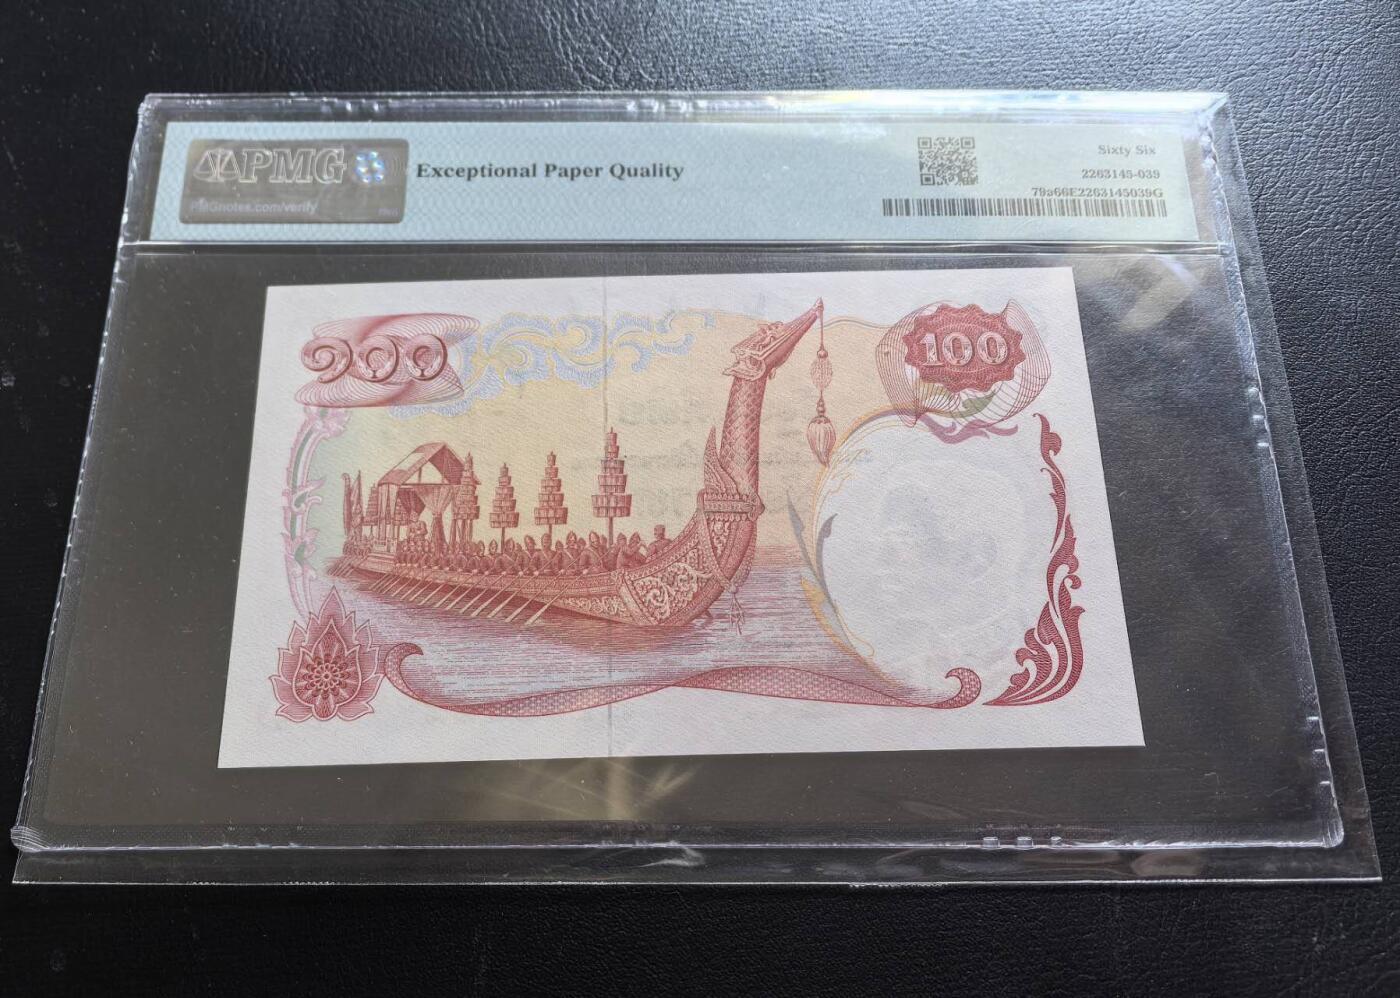 PMG
PMGnotes.com/verify
Exceptional Paper Quality
Sixty Six
2263145-039
79a66E2263145039G
๑๐๐
100